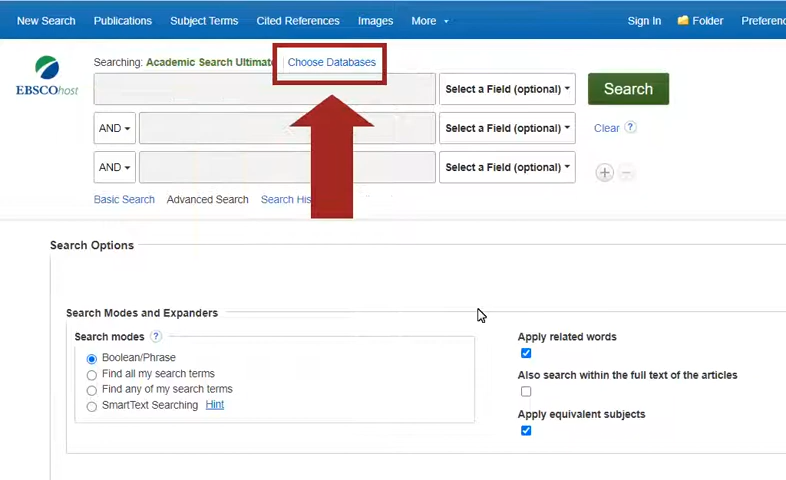 New Search Publications Subject Terms Cited References Images More Sign In Folder Preferenc
Searching: Academic Search Ultimate Choose Databases
EBSCOhost
Select a Field (optional) Search
AND Select a Field (optional) Clear ?
AND Select a Field (optional)
Basic Search Advanced Search Search His
Search Options
Search Modes and Expanders
Search modes ?
Boolean/Phrase
Find all my search terms
Find any of my search terms
SmartText Searching Hint
Apply related words
Also search within the full text of the articles
Apply equivalent subjects